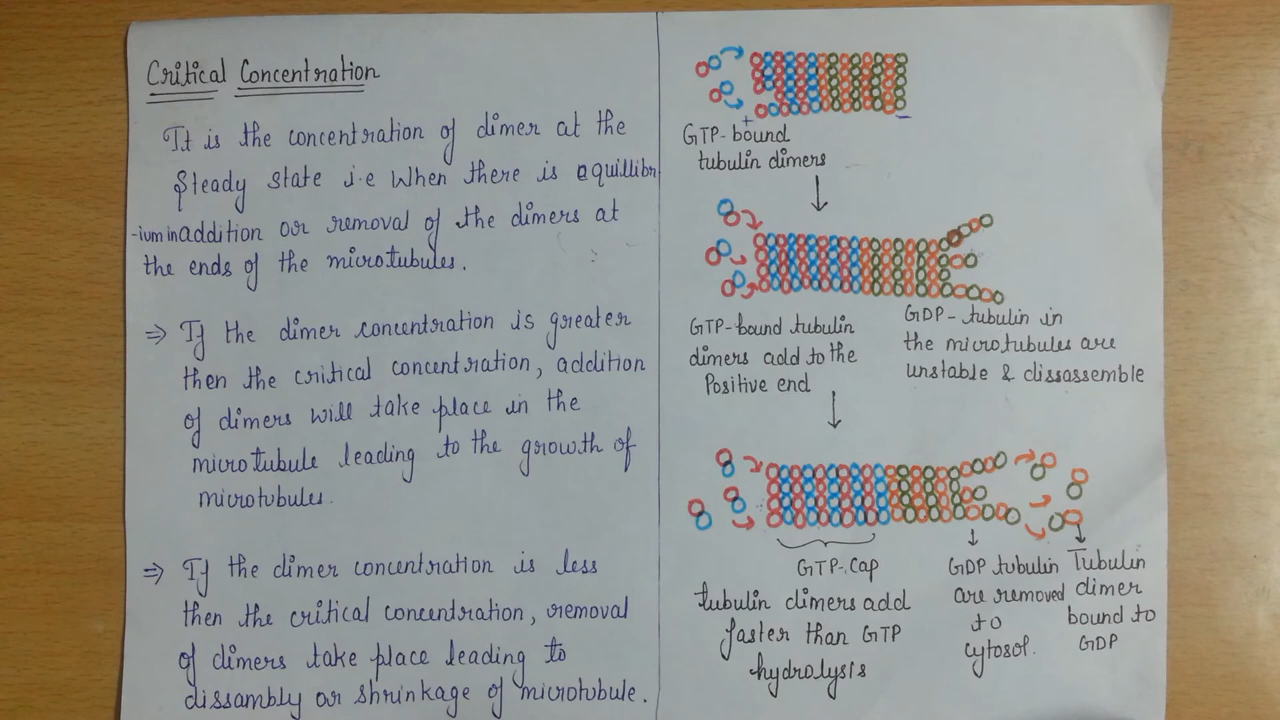 Critical Concentration
It is the concentration of dimer at the
steady state i.e When there is equillibr
-ium in addition or removal of the dimers at
the ends of the microtubules.
⇒ If the dimer concentration is greater
then the critical concentration, addition
of dimers will take place in the
microtubule leading to the growth of
microtubules.
⇒ If the dimer concentration is less
then the critical concentration, removal
of dimers take place leading to
dissambly or shrinkage of microtubule.
+ −
GTP-bound
tubulin dimers
GTP-bound tubulin
dimers add to the
Positive end
GDP-tubulin in
the microtubules are
unstable & dissassemble
GTP-Cap
tubulin dimers add
faster than GTP
hydrolysis
GDP tubulin
are removed
to
cytosol.
Tubulin
dimer
bound to
GDP